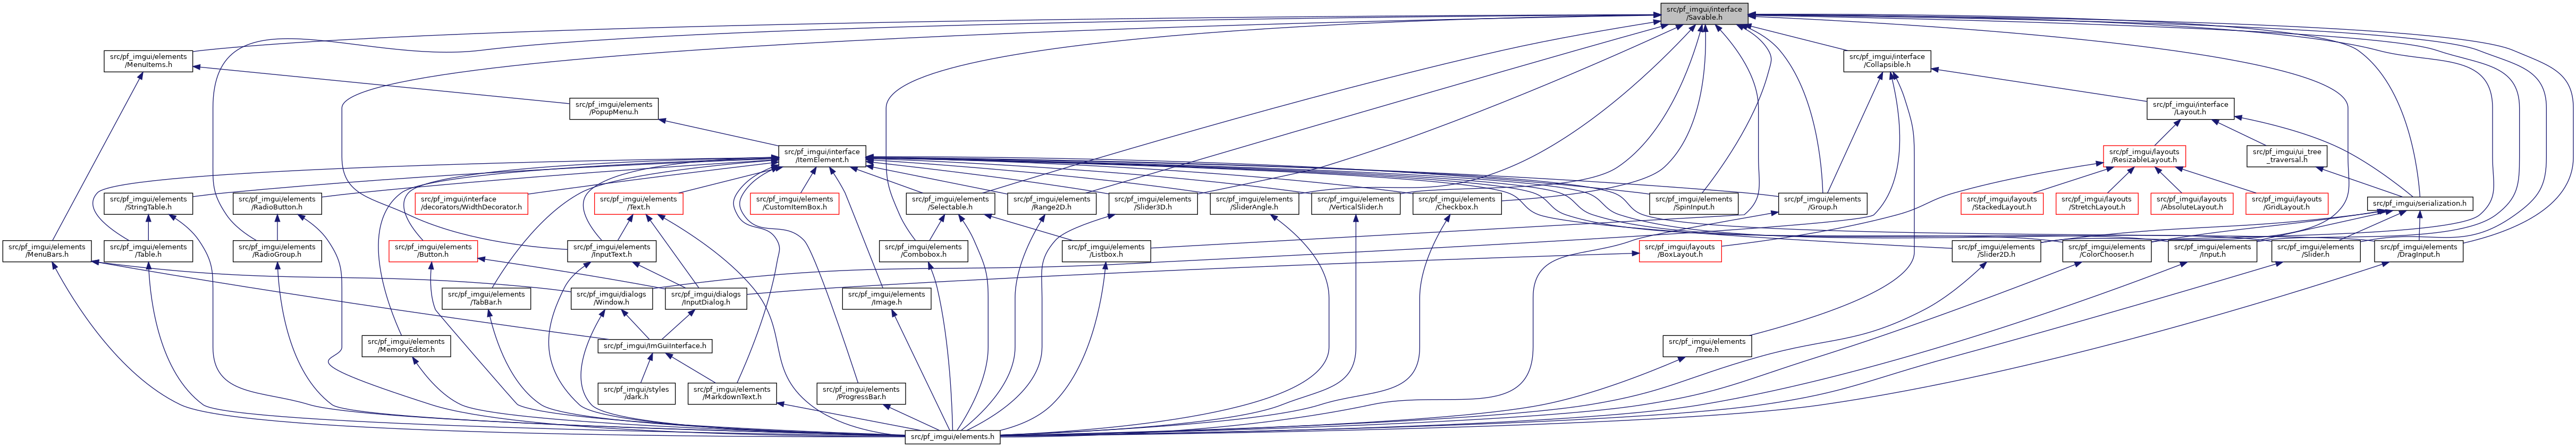 src/pf_imgui/interface
/Savable.h
src/pf_imgui/elements
/MenuItems.h
src/pf_imgui/interface
/Collapsible.h
src/pf_imgui/elements
/PopupMenu.h
src/pf_imgui/interface
/Layout.h
src/pf_imgui/interface
/ItemElement.h
src/pf_imgui/layouts
/ResizableLayout.h
src/pf_imgui/ui_tree
_traversal.h
src/pf_imgui/elements
/StringTable.h
src/pf_imgui/elements
/RadioButton.h
src/pf_imgui/interface
/decorators/WidthDecorator.h
src/pf_imgui/elements
/Text.h
src/pf_imgui/elements
/CustomItemBox.h
src/pf_imgui/elements
/Selectable.h
src/pf_imgui/elements
/Range2D.h
src/pf_imgui/elements
/Slider3D.h
src/pf_imgui/elements
/SliderAngle.h
src/pf_imgui/elements
/VerticalSlider.h
src/pf_imgui/elements
/Checkbox.h
src/pf_imgui/elements
/SpinInput.h
src/pf_imgui/elements
/Group.h
src/pf_imgui/layouts
/StackedLayout.h
src/pf_imgui/layouts
/StretchLayout.h
src/pf_imgui/layouts
/AbsoluteLayout.h
src/pf_imgui/layouts
/GridLayout.h
src/pf_imgui/serialization.h
src/pf_imgui/elements
/MenuBars.h
src/pf_imgui/elements
/Table.h
src/pf_imgui/elements
/RadioGroup.h
src/pf_imgui/elements
/Button.h
src/pf_imgui/elements
/InputText.h
src/pf_imgui/elements
/Combobox.h
src/pf_imgui/elements
/Listbox.h
src/pf_imgui/layouts
/BoxLayout.h
src/pf_imgui/elements
/Slider2D.h
src/pf_imgui/elements
/ColorChooser.h
src/pf_imgui/elements
/Input.h
src/pf_imgui/elements
/Slider.h
src/pf_imgui/elements
/DragInput.h
src/pf_imgui/elements
/TabBar.h
src/pf_imgui/dialogs
/Window.h
src/pf_imgui/dialogs
/InputDialog.h
src/pf_imgui/elements
/Image.h
src/pf_imgui/elements
/MemoryEditor.h
src/pf_imgui/ImGuiInterface.h
src/pf_imgui/elements
/Tree.h
src/pf_imgui/styles
/dark.h
src/pf_imgui/elements
/MarkdownText.h
src/pf_imgui/elements
/ProgressBar.h
src/pf_imgui/elements.h